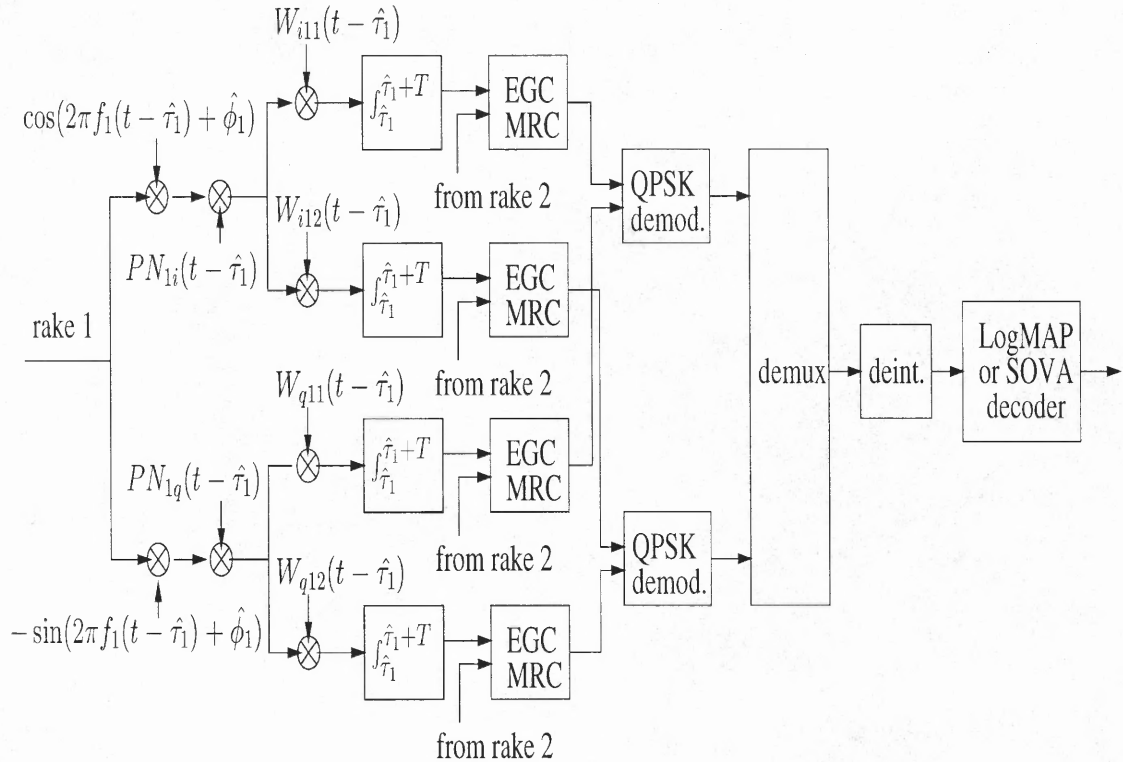 W_{i11}(t − τ̂_1)
cos(2πf_1(t − τ̂_1) + φ̂_1)
∫_{τ̂_1}^{τ̂_1+T}
EGC
MRC
from rake 2
QPSK
demod.
W_{i12}(t − τ̂_1)
PN_{1i}(t − τ̂_1)
∫_{τ̂_1}^{τ̂_1+T}
EGC
MRC
from rake 2
rake 1
demux
deint.
LogMAP
or SOVA
decoder
W_{q11}(t − τ̂_1)
PN_{1q}(t − τ̂_1)
∫_{τ̂_1}^{τ̂_1+T}
EGC
MRC
from rake 2
QPSK
demod.
W_{q12}(t − τ̂_1)
− sin(2πf_1(t − τ̂_1) + φ̂_1)
∫_{τ̂_1}^{τ̂_1+T}
EGC
MRC
from rake 2